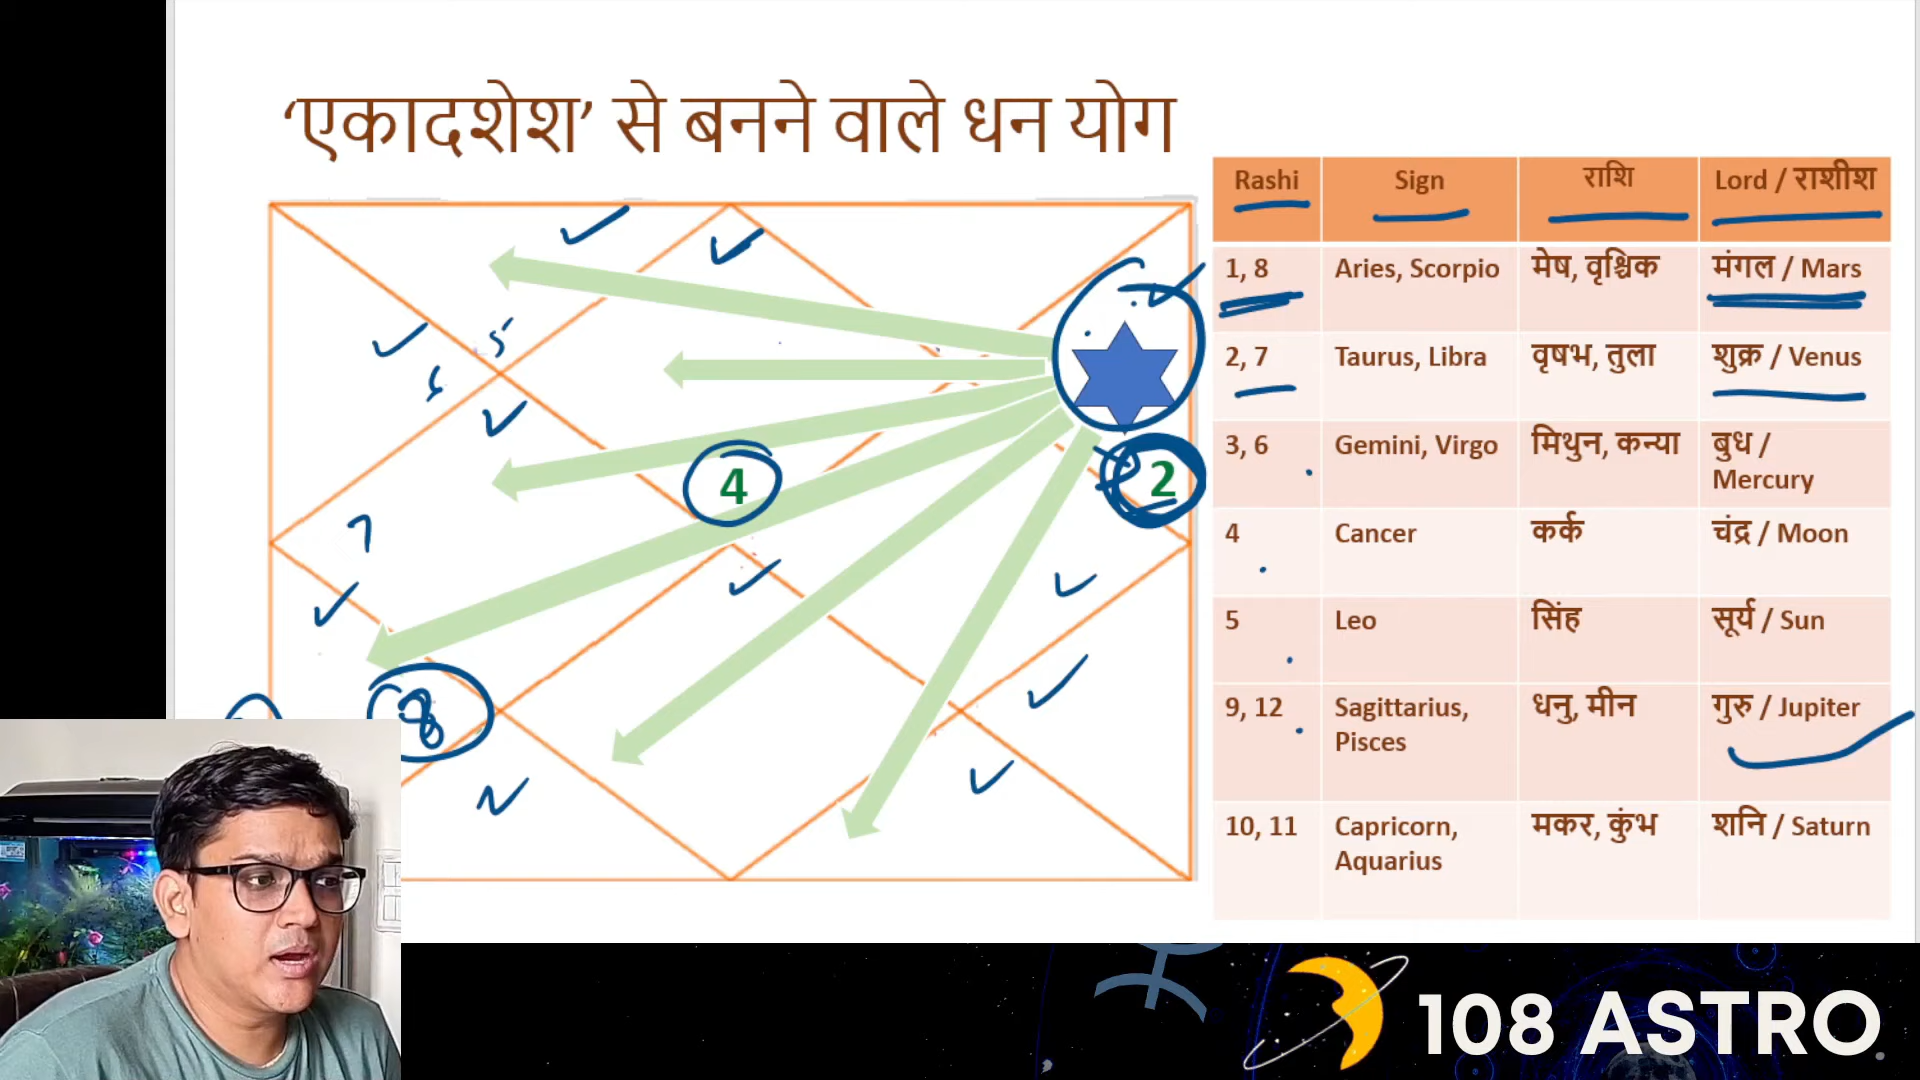 ‘एकादशेश’ से बनने वाले धन योग
Rashi Sign राशि Lord / राशीश
1, 8 Aries, Scorpio मेष, वृश्चिक मंगल / Mars
2, 7 Taurus, Libra वृषभ, तुला शुक्र / Venus
3, 6 Gemini, Virgo मिथुन, कन्या बुध /
Mercury
4 Cancer कर्क चंद्र / Moon
5 Leo सिंह सूर्य / Sun
9, 12 Sagittarius, धनु, मीन गुरु / Jupiter
Pisces
10, 11 Capricorn, मकर, कुंभ शनि / Saturn
Aquarius
5
6
4
2
7
8
108 ASTRO